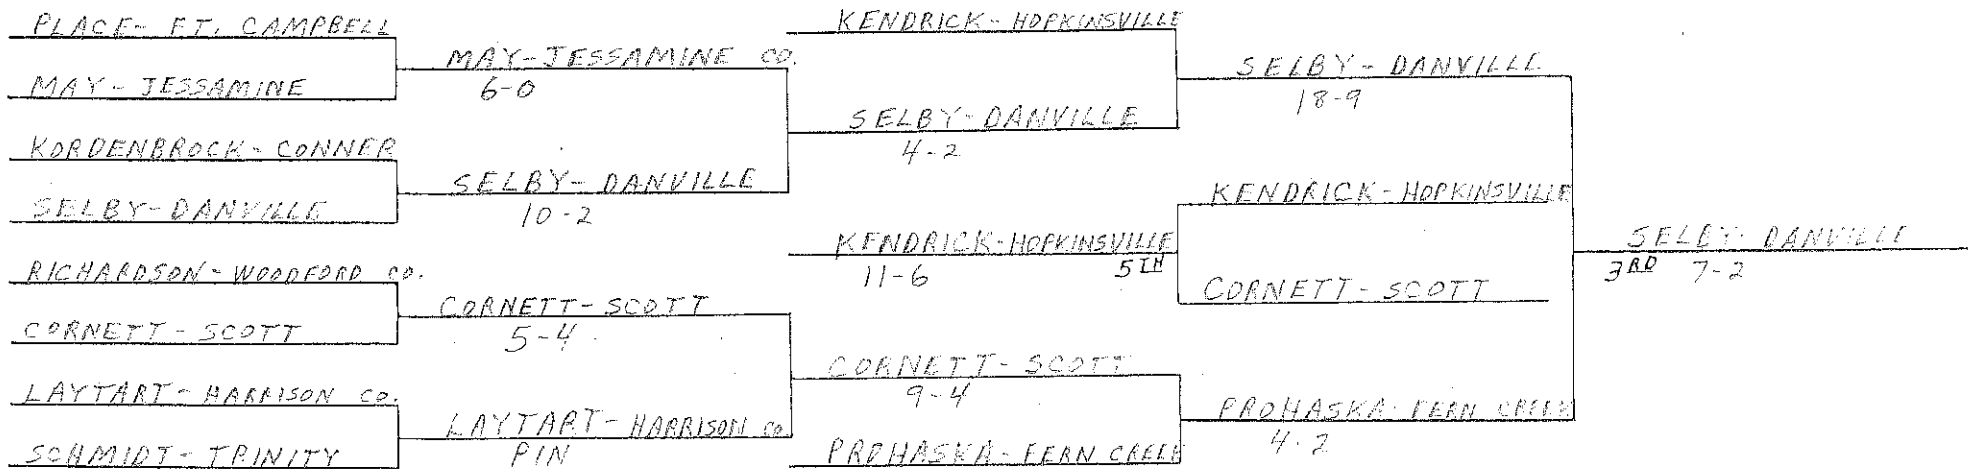 PLACE- FT. CAMPBELL
MAY- JESSAMINE
KORDENBROCK- CONNER
SELBY-DANVILLE
RICHARDSON-WOODFORD CO.
CORNETT- SCOTT
LAYTART- HARRISON CO.
SCHMIDT-TRINITY
MAY-JESSAMINE CO.
6-0
SELBY- DANVILLE
10-2
CORNETT-SCOTT
5-4
LAYTART- HARRISON CO.
PIN
KENDRICK- HOPKINSVILLE
SELBY-DANVILLE
4-2
KENDRICK-HOPKINSVILLE
11-6 5TH
CORNETT- SCOTT
9-4
PROHASKA- FERN CREEK
SELBY- DANVILLE
18-9
KENDRICK- HOPKINSVILLE
CORNETT- SCOTT
PROHASKA- FERN CREEK
4-2
SELBY- DANVILLE
3RD 7-2